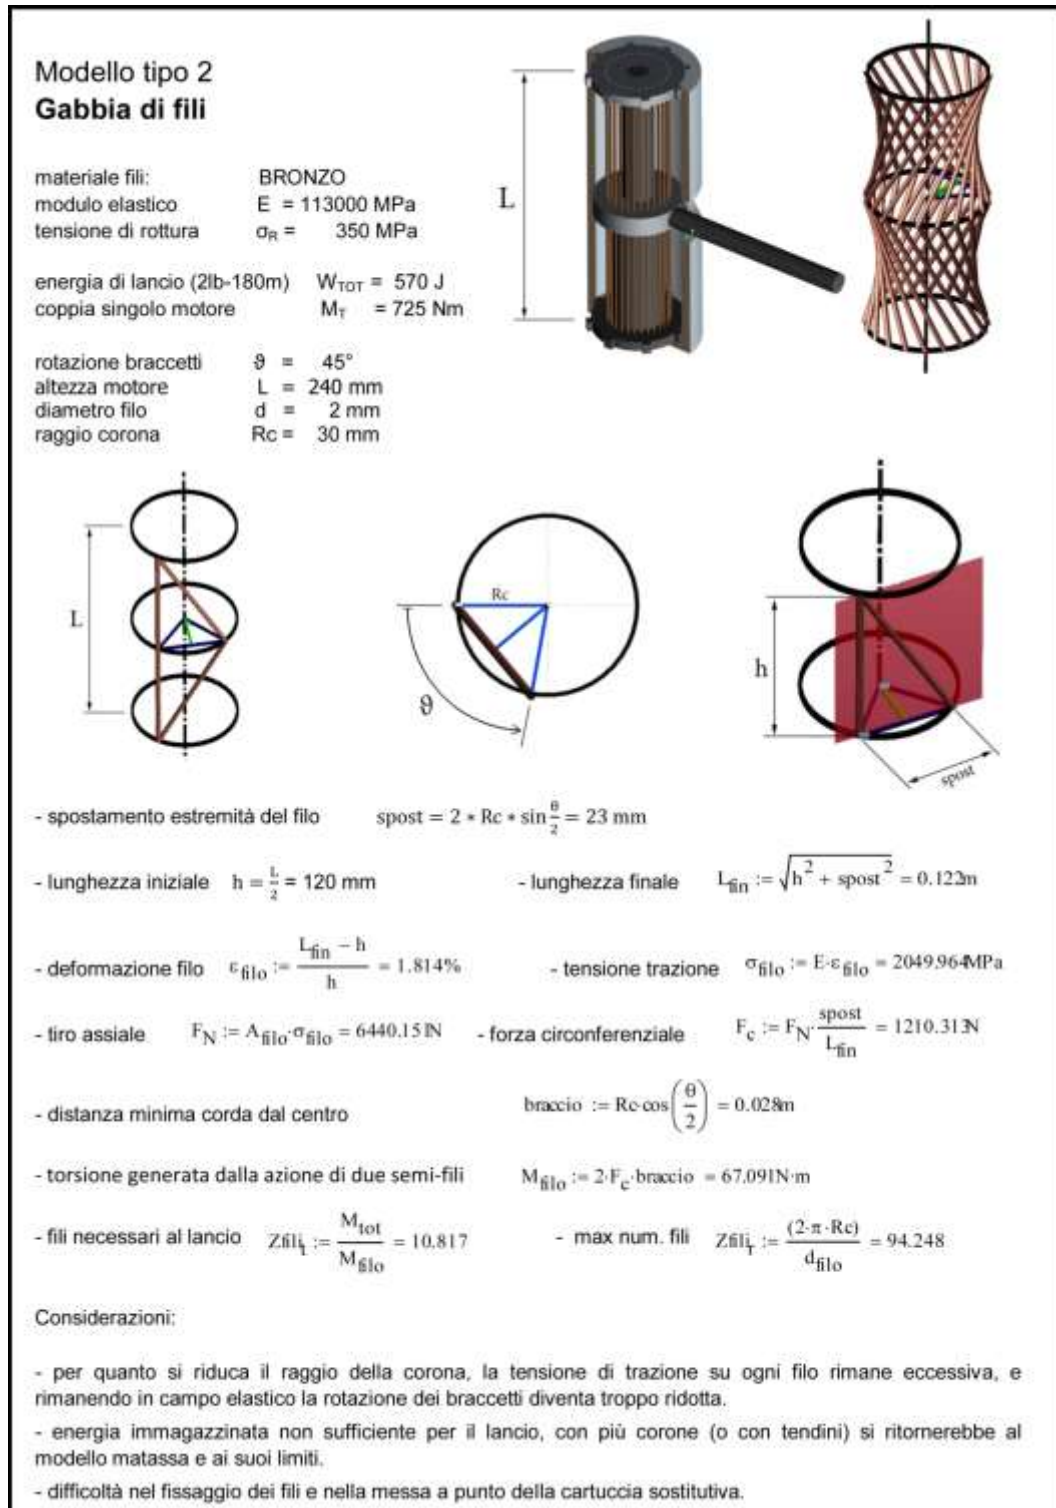 Modello tipo 2
Gabbia di fili
materiale fili: BRONZO
modulo elastico E = 113000 MPa
tensione di rottura σR = 350 MPa
energia di lancio (2lb-180m) WTOT = 570 J
coppia singolo motore MT = 725 Nm
rotazione braccetti ϑ = 45°
altezza motore L = 240 mm
diametro filo d = 2 mm
raggio corona Rc = 30 mm
L
L
Rc
ϑ
h
spost
- spostamento estremità del filo spost = 2 * Rc * sin θ/2 = 23 mm
- lunghezza iniziale h = L/2 = 120 mm - lunghezza finale Lfin := √(h² + spost²) = 0.122m
- deformazione filo εfilo := (Lfin − h)/h = 1.814% - tensione trazione σfilo := E·εfilo = 2049.964MPa
- tiro assiale FN := Afilo·σfilo = 6440.151N - forza circonferenziale Fc := FN·spost/Lfin = 1210.313N
- distanza minima corda dal centro braccio := Rc·cos(θ/2) = 0.028m
- torsione generata dalla azione di due semi-fili Mfilo := 2·Fc·braccio = 67.091N·m
- fili necessari al lancio Zfilit := Mtot/Mfilo = 10.817 - max num. fili Zfilir := (2·π·Rc)/dfilo = 94.248
Considerazioni:
- per quanto si riduca il raggio della corona, la tensione di trazione su ogni filo rimane eccessiva, e
rimanendo in campo elastico la rotazione dei braccetti diventa troppo ridotta.
- energia immagazzinata non sufficiente per il lancio, con più corone (o con tendini) si ritornerebbe al
modello matassa e ai suoi limiti.
- difficoltà nel fissaggio dei fili e nella messa a punto della cartuccia sostitutiva.